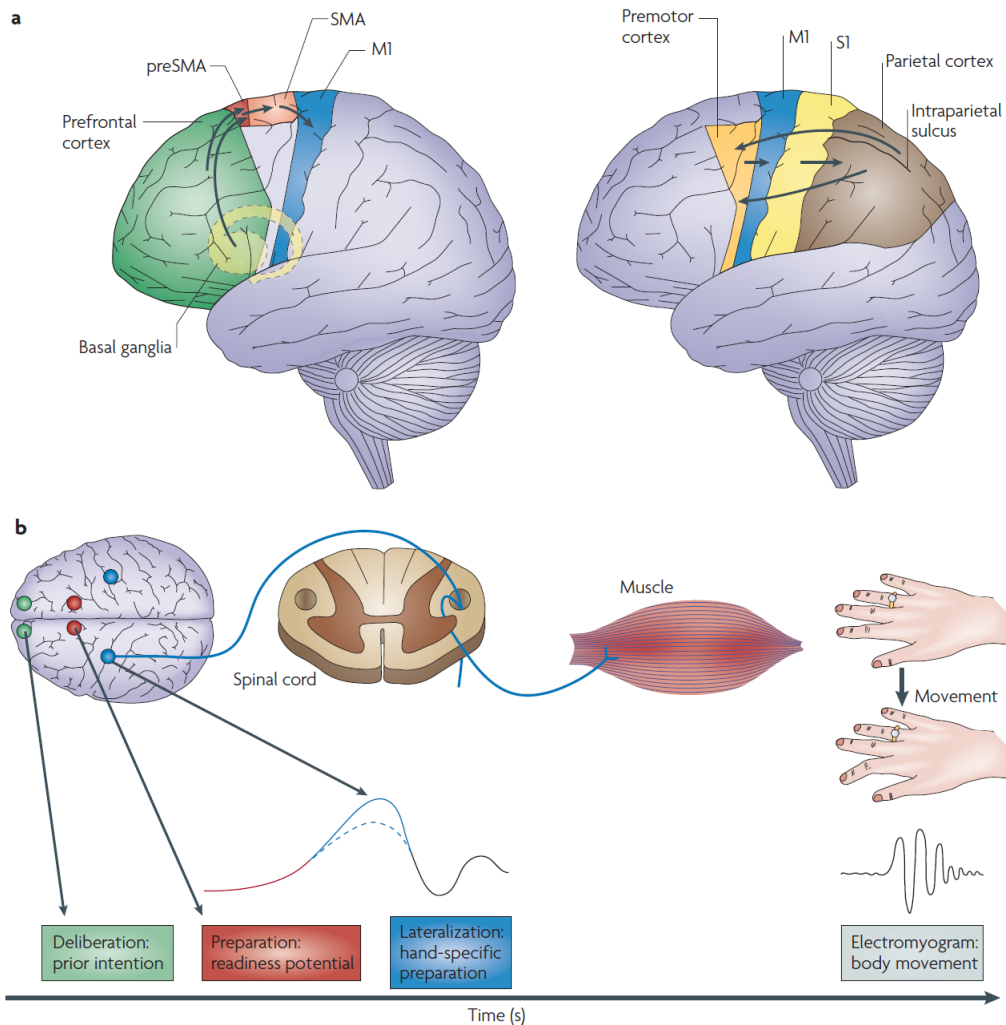 a
SMA
M1
preSMA
Prefrontal
cortex
Basal ganglia
Premotor
cortex
M1
S1
Parietal cortex
Intraparietal
sulcus
b
Spinal cord
Muscle
Movement
Deliberation:
prior intention
Preparation:
readiness potential
Lateralization:
hand-specific
preparation
Electromyogram:
body movement
Time (s)